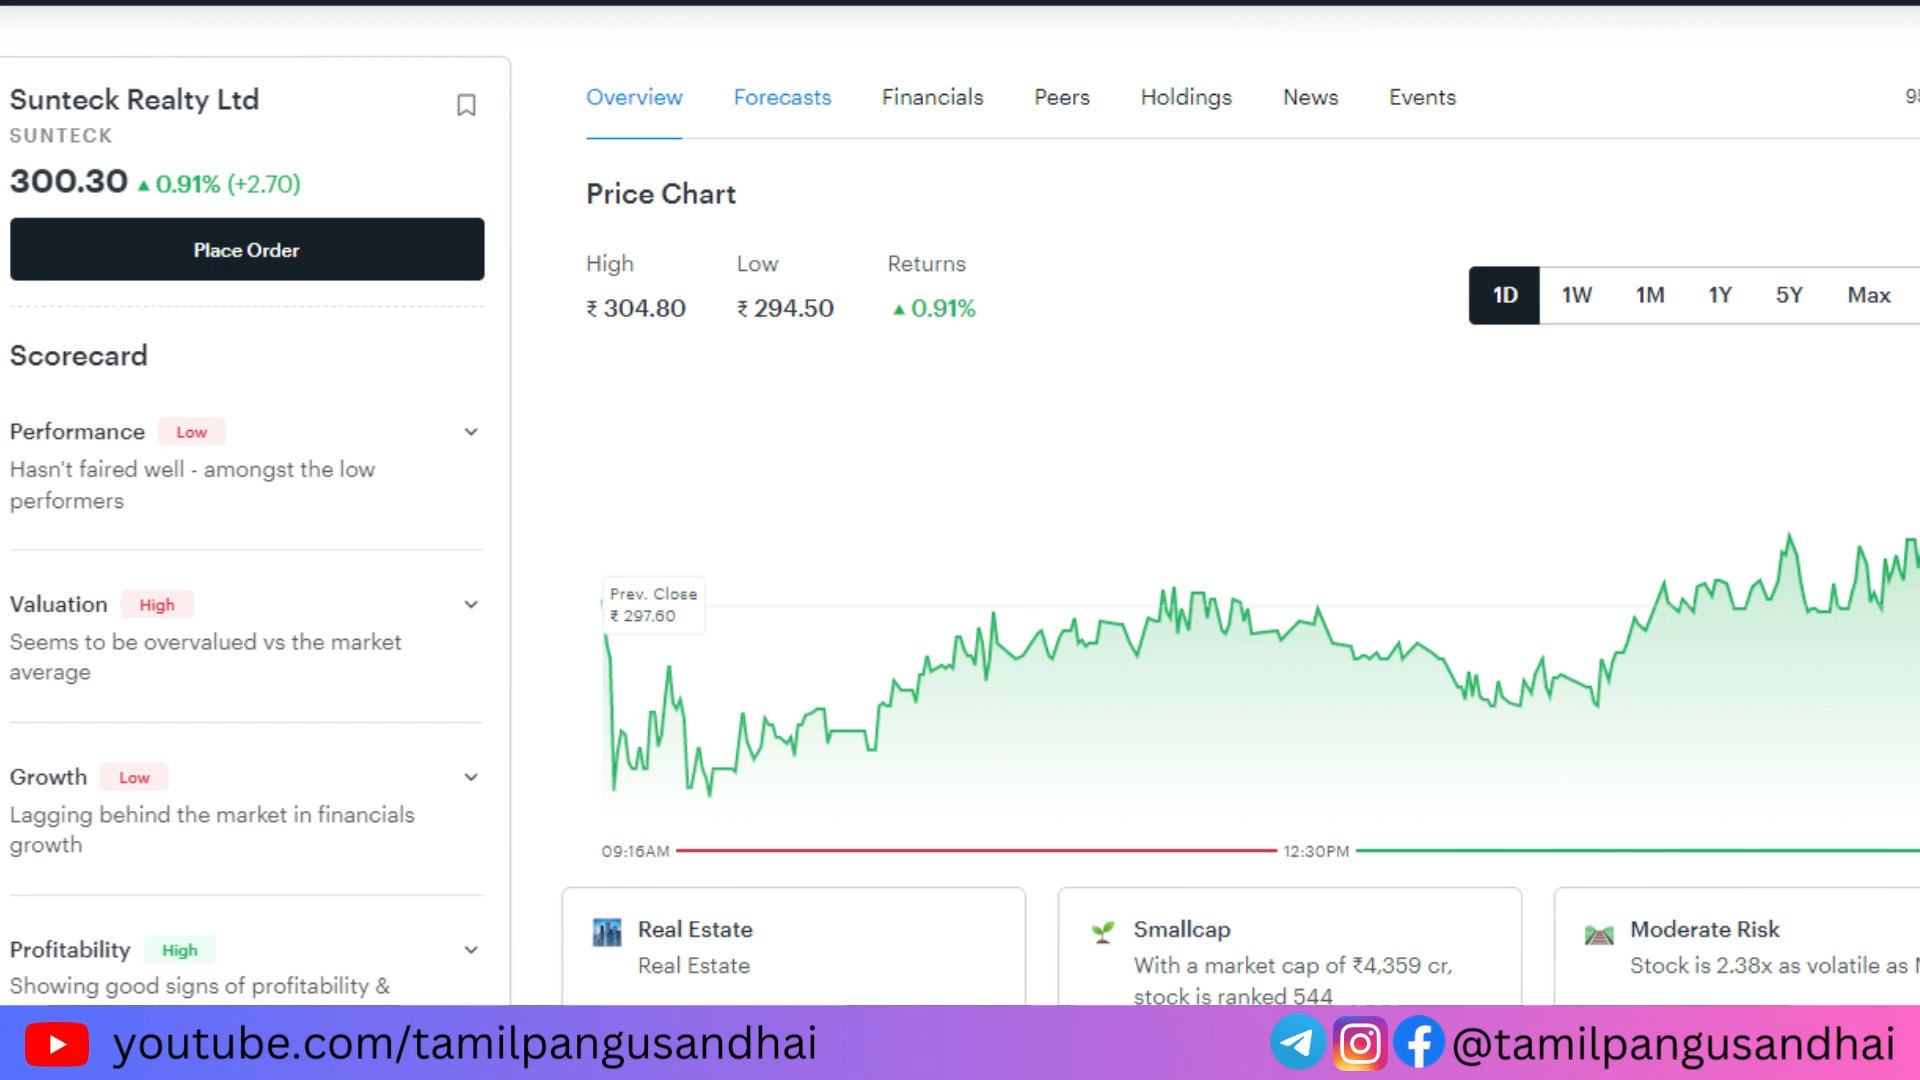 Sunteck Realty Ltd
SUNTECK
300.30 ▲ 0.91% (+2.70)
Place Order
Scorecard
Performance Low
Hasn't faired well - amongst the low
performers
Valuation High
Seems to be overvalued vs the market
average
Growth Low
Lagging behind the market in financials
growth
Profitability High
Showing good signs of profitability &
Overview Forecasts Financials Peers Holdings News Events
Price Chart
High Low Returns
₹ 304.80 ₹ 294.50 ▲ 0.91%
1D 1W 1M 1Y 5Y Max
Prev. Close
₹ 297.60
09:16AM 12:30PM
Real Estate
Real Estate
Smallcap
With a market cap of ₹4,359 cr,
stock is ranked 544
Moderate Risk
Stock is 2.38x as volatile as
youtube.com/tamilpangusandhai
@tamilpangusandhai